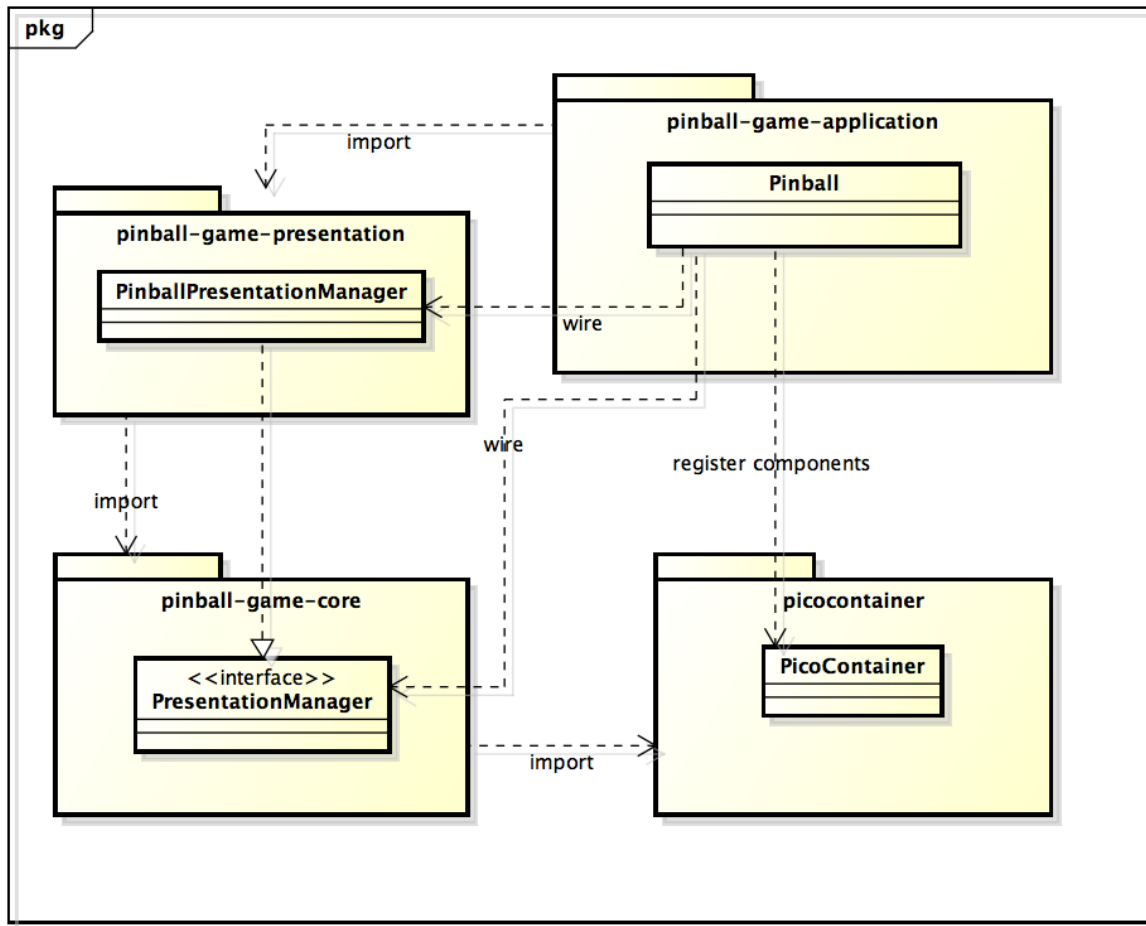 pkg
pinball-game-application
import
Pinball
pinball-game-presentation
PinballPresentationManager
wire
wire
register components
import
pinball-game-core
picocontainer
<<interface>>
PresentationManager
PicoContainer
import